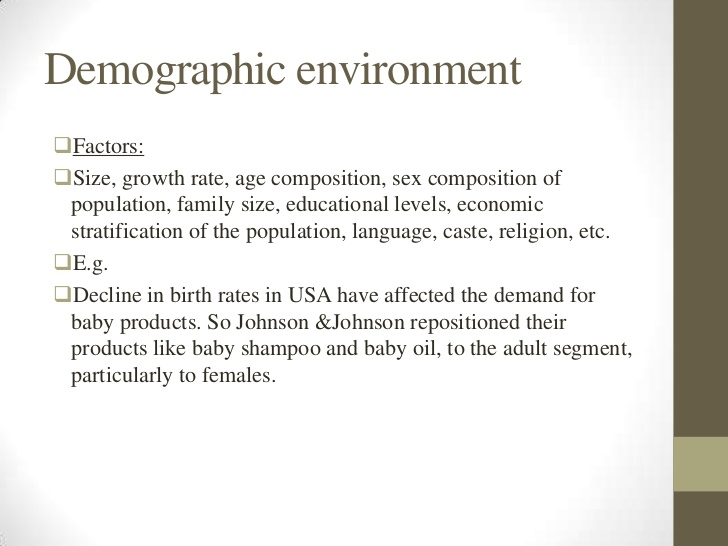 Demographic environment
Factors:
Size, growth rate, age composition, sex composition of
population, family size, educational levels, economic
stratification of the population, language, caste, religion, etc.
E.g.
Decline in birth rates in USA have affected the demand for
baby products. So Johnson &Johnson repositioned their
products like baby shampoo and baby oil, to the adult segment,
particularly to females.